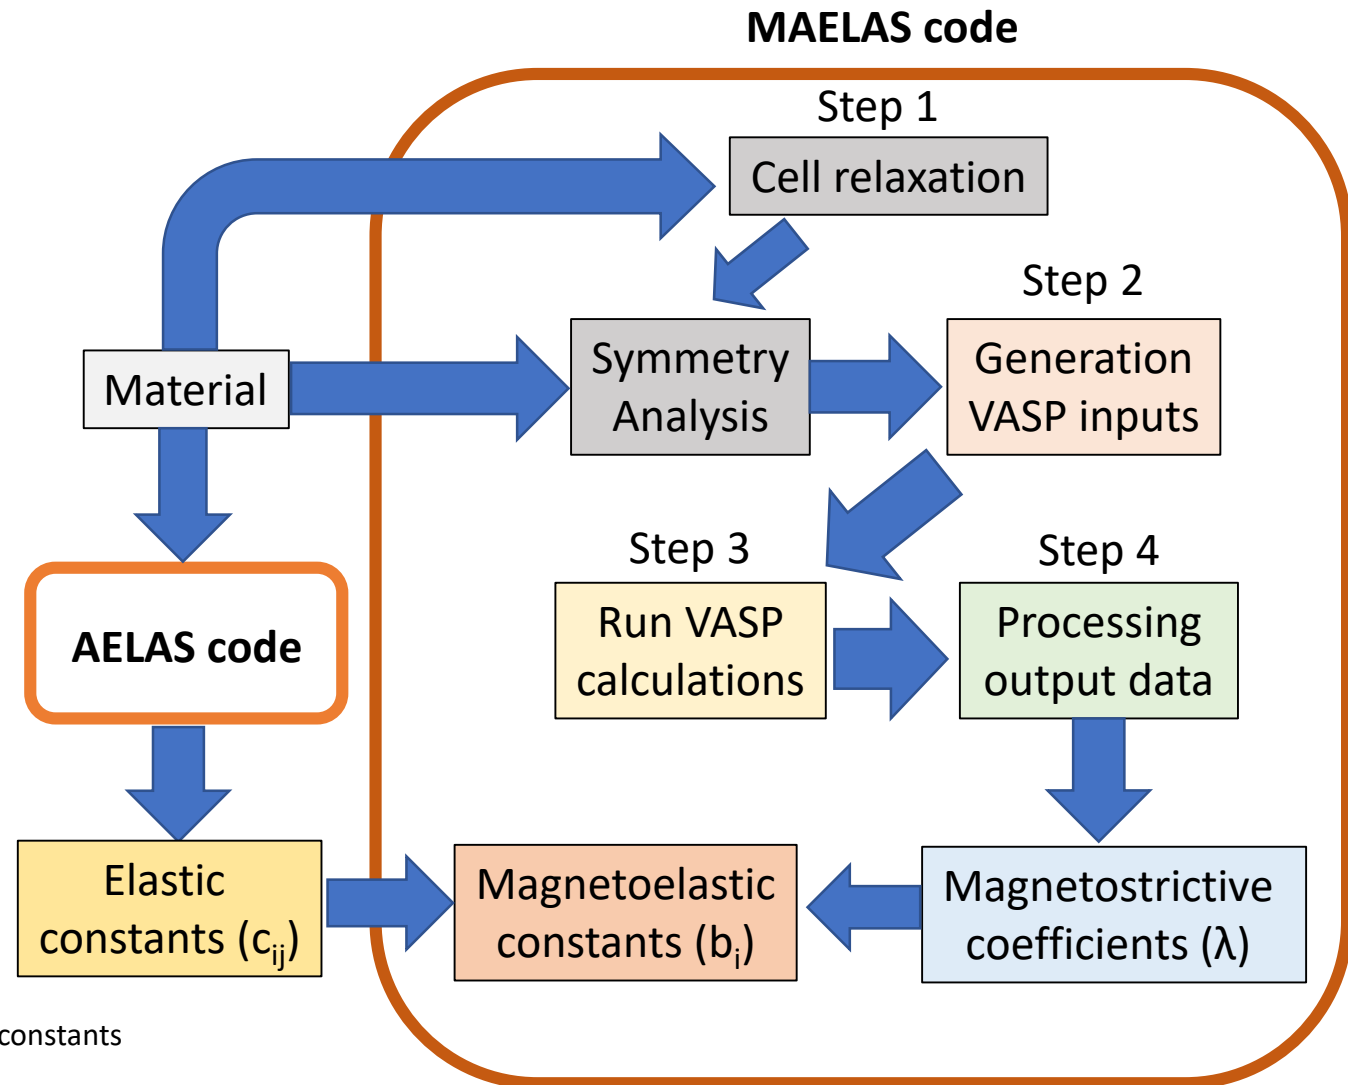 MAELAS code
Step 1
Cell relaxation
Step 2
Symmetry
Analysis
Generation
VASP inputs
Material
Step 3
Step 4
Run VASP
calculations
Processing
output data
AELAS code
Elastic
constants (cij)
Magnetoelastic
constants (bi)
Magnetostrictive
coefficients (λ)
constants